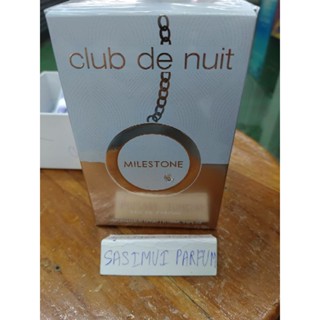 club de nuit
MILESTONE
SASIMUI PARFUM